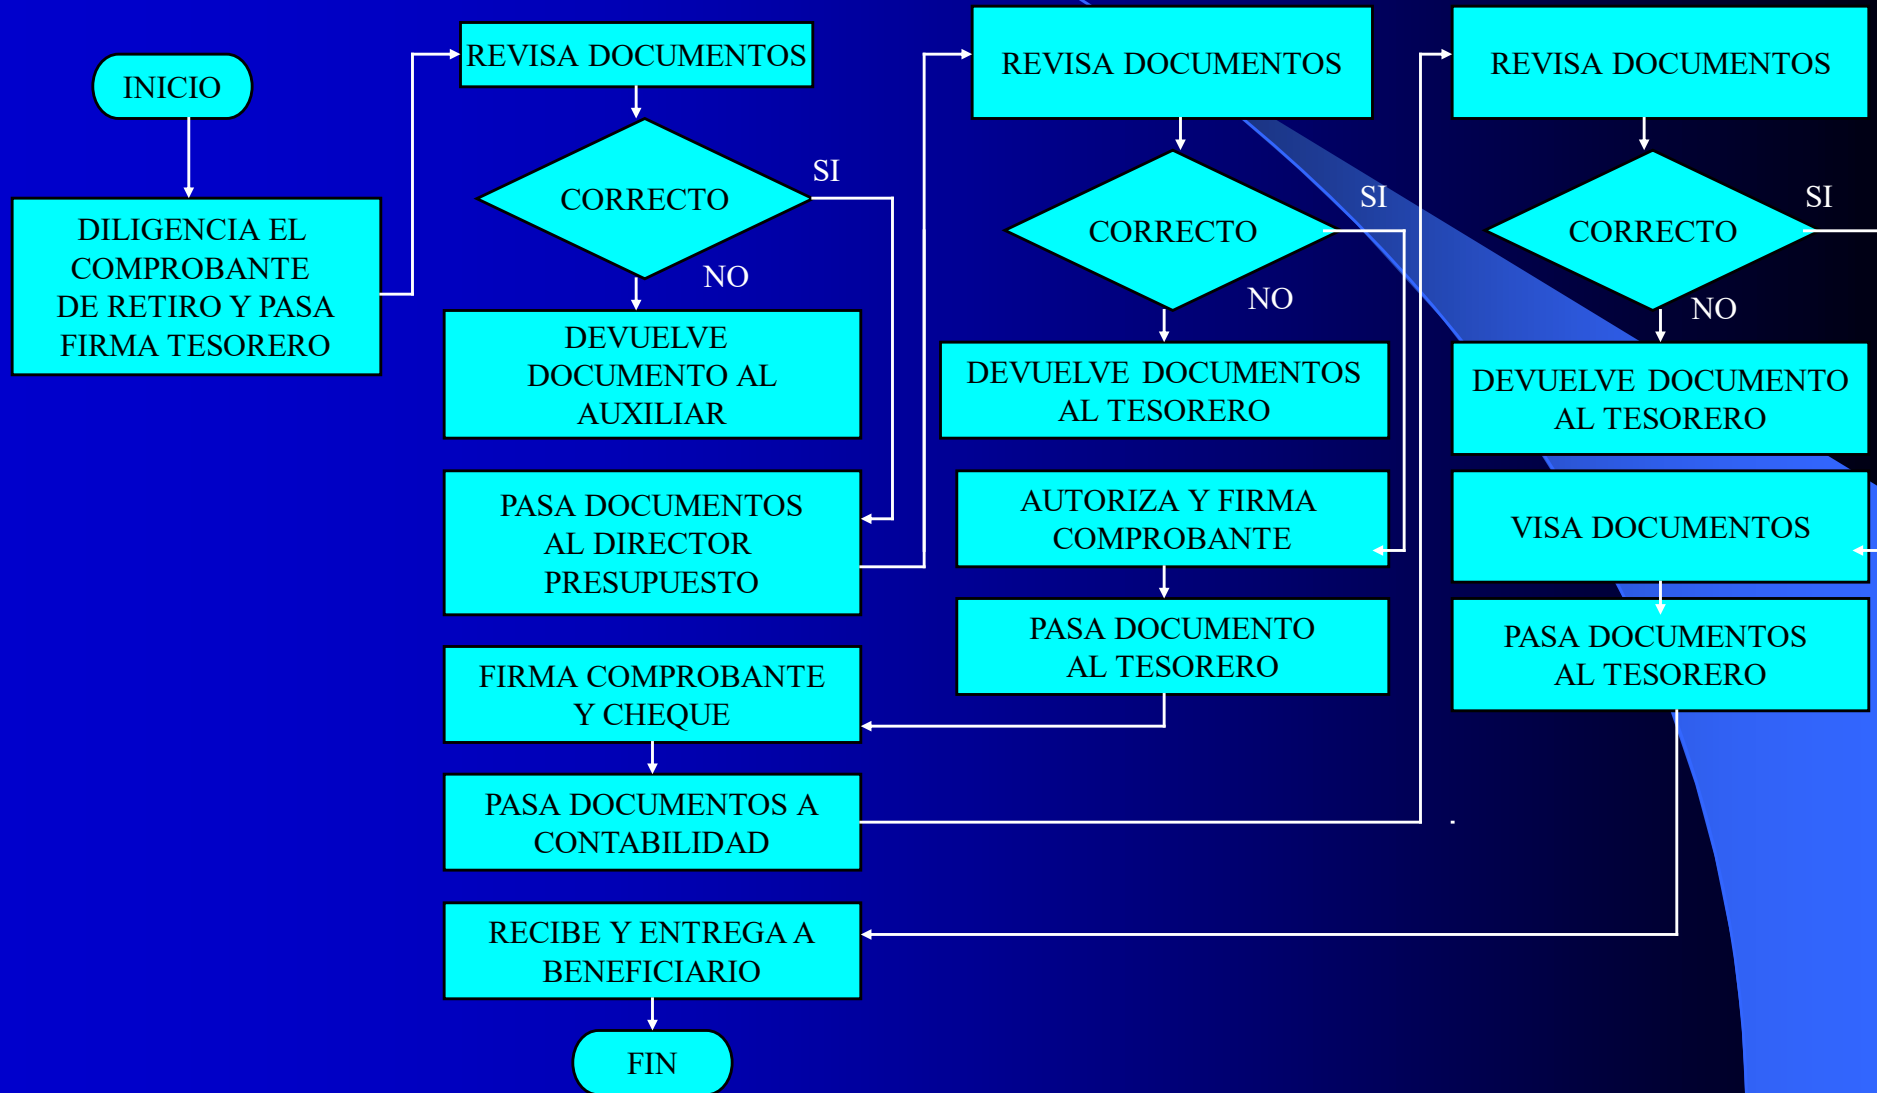 INICIO
DILIGENCIA EL
COMPROBANTE
DE RETIRO Y PASA
FIRMA TESORERO
REVISA DOCUMENTOS
CORRECTO
SI
NO
DEVUELVE
DOCUMENTO AL
AUXILIAR
PASA DOCUMENTOS
AL DIRECTOR
PRESUPUESTO
FIRMA COMPROBANTE
Y CHEQUE
PASA DOCUMENTOS A
CONTABILIDAD
RECIBE Y ENTREGA A
BENEFICIARIO
FIN
REVISA DOCUMENTOS
CORRECTO
SI
NO
DEVUELVE DOCUMENTOS
AL TESORERO
AUTORIZA Y FIRMA
COMPROBANTE
PASA DOCUMENTO
AL TESORERO
REVISA DOCUMENTOS
CORRECTO
SI
NO
DEVUELVE DOCUMENTO
AL TESORERO
VISA DOCUMENTOS
PASA DOCUMENTOS
AL TESORERO